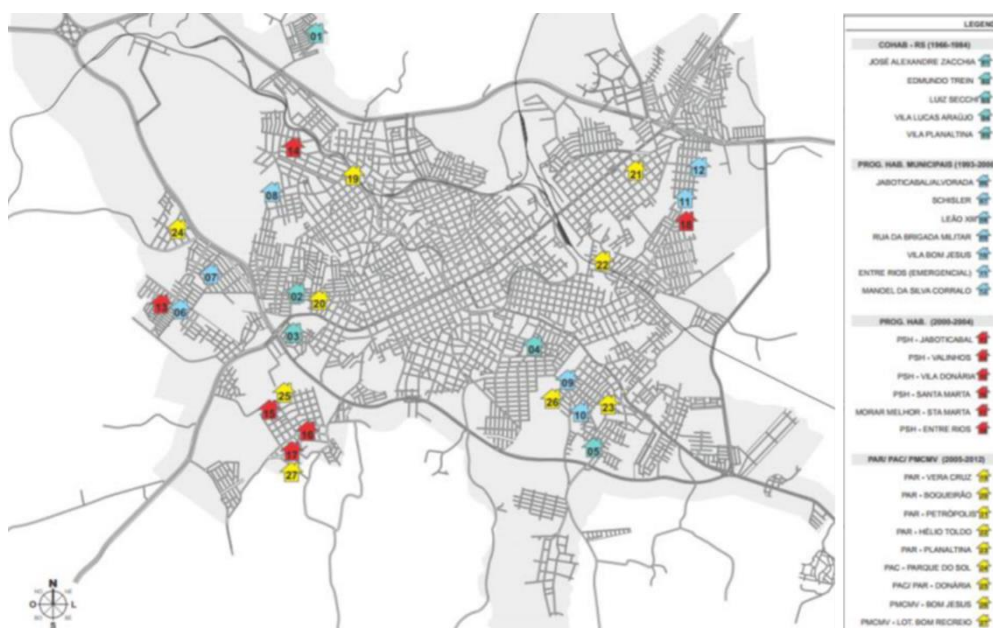 01
14
19
21
12
08
11
18
24
22
07
02
20
13
06
03
04
09
25
26
23
15
10
16
17
05
27
N
O
L
S
LEGEND
COHAB - RS (1966-1984)
JOSÉ ALEXANDRE ZACCHIA
EDMUNDO TREIN
LUIZ SECCHI
VILA LUCAS ARAÚJO
VILA PLANALTINA
PROG. HAB. MUNICIPAIS
JABOTICABAL/ALVORADA
SCHISLER
LEÃO XIII
RUA DA BRIGADA MILITAR
VILA BOM JESUS
ENTRE RIOS (EMERGENCIAL)
MANOEL DA SILVA CORRALO
PROG. HAB. (2000-2004)
PSH - JABOTICABAL
PSH - VALINHOS
PSH - VILA DONÁRIA
PSH - SANTA MARTA
MORAR MELHOR - STA MARTA
PSH - ENTRE RIOS
PAR/ PAC/ PMCMV (2005-2012)
PAR - VERA CRUZ
PAR - BOQUEIRÃO
PAR - PETRÓPOLIS
PAR - HÉLIO TOLDO
PAR - PLANALTINA
PAC - PARQUE DO SOL
PAC/ PAR - DONÁRIA
PMCMV - BOM JESUS
PMCMV - LOT. BOM RECREIO